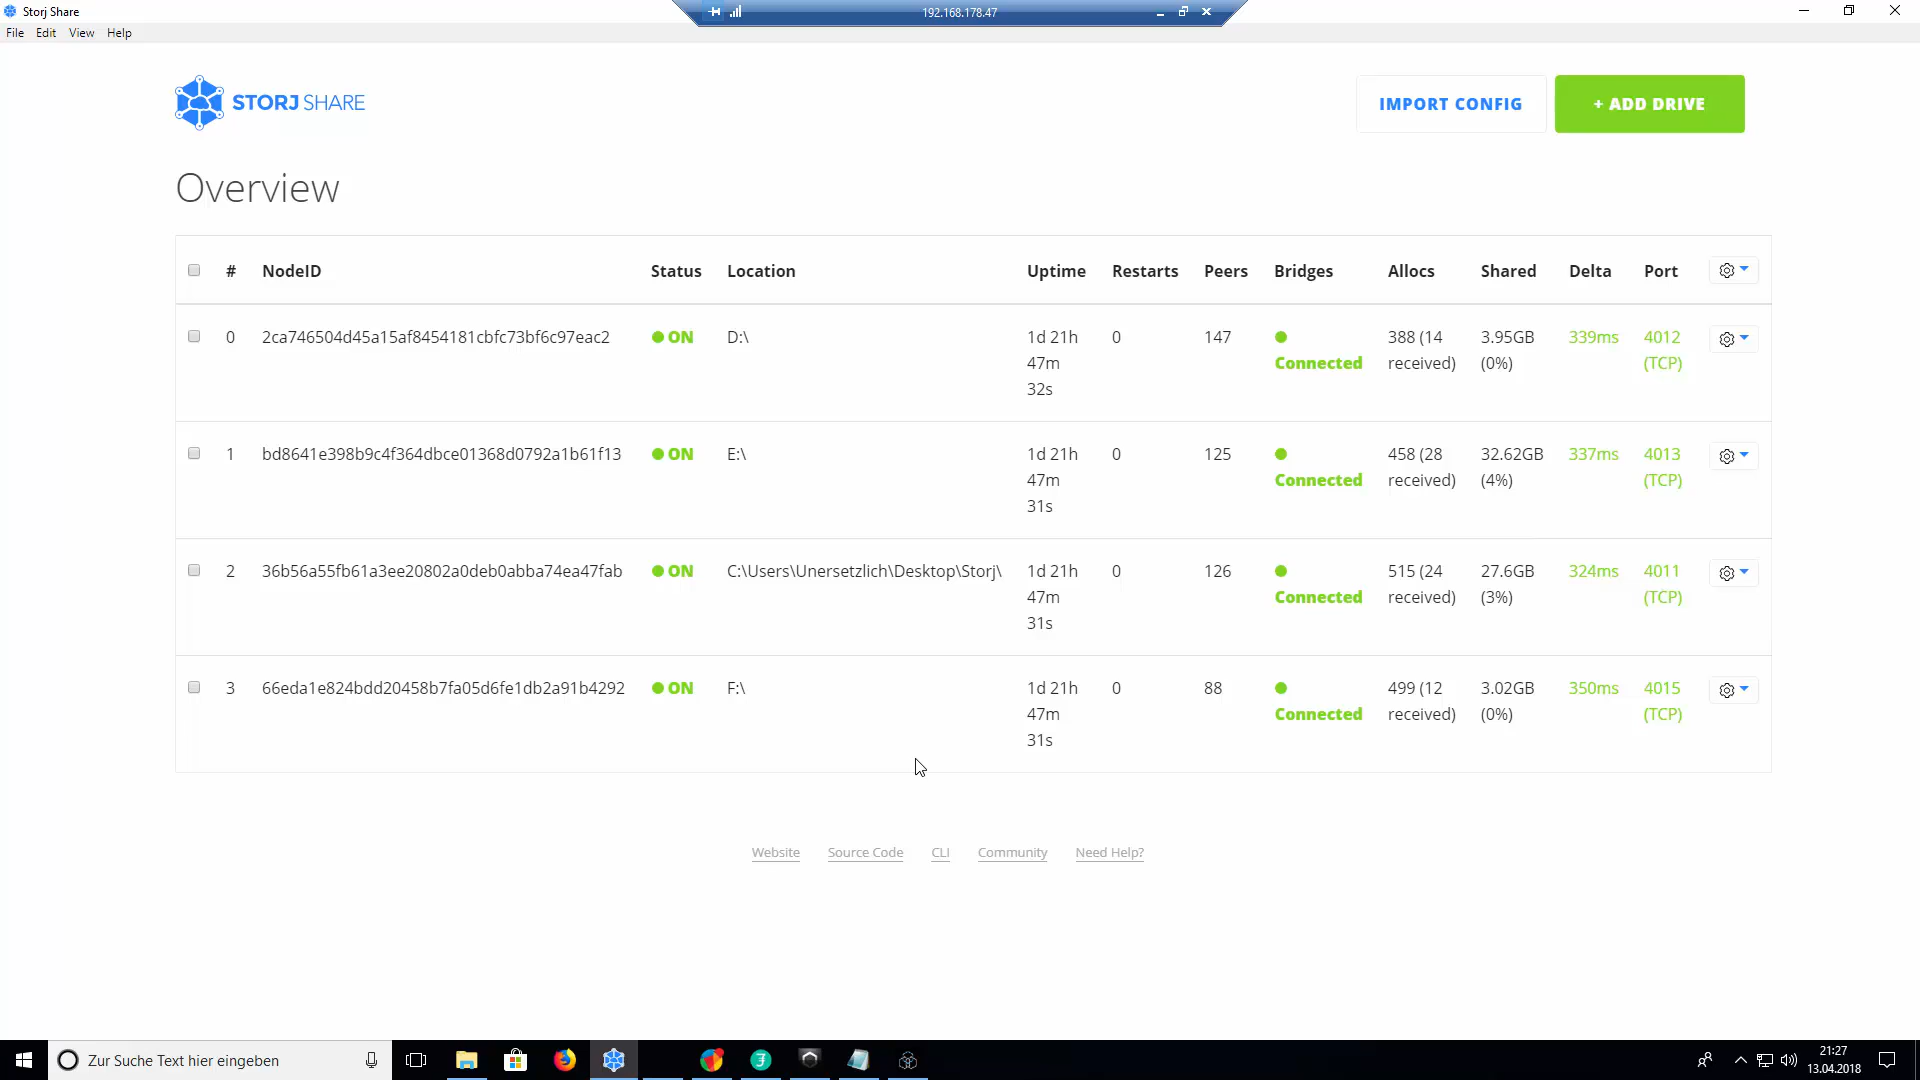 Storj Share
192.168.178.47
File Edit View Help
STORJ SHARE
IMPORT CONFIG
+ ADD DRIVE
Overview
# NodeID Status Location Uptime Restarts Peers Bridges Allocs Shared Delta Port
0 2ca746504d45a15af8454181cbfc73bf6c97eac2 ON D:\ 1d 21h 0 147 388 (14 3.95GB 339ms 4012
47m Connected received) (0%) (TCP)
32s
1 bd8641e398b9c4f364dbce01368d0792a1b61f13 ON E:\ 1d 21h 0 125 458 (28 32.62GB 337ms 4013
47m Connected received) (4%) (TCP)
31s
2 36b56a55fb61a3ee20802a0deb0abba74ea47fab ON C:\Users\Unersetzlich\Desktop\Storj\ 1d 21h 0 126 515 (24 27.6GB 324ms 4011
47m Connected received) (3%) (TCP)
31s
3 66eda1e824bdd20458b7fa05d6fe1db2a91b4292 ON F:\ 1d 21h 0 88 499 (12 3.02GB 350ms 4015
47m Connected received) (0%) (TCP)
31s
Website Source Code CLI Community Need Help?
Zur Suche Text hier eingeben
21:27
13.04.2018